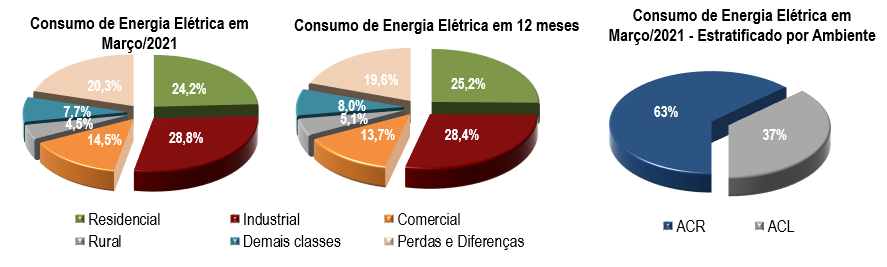 Consumo de Energia Elétrica em
Março/2021
20,3%
24,2%
7,7%
4,5%
14,5%
28,8%
Consumo de Energia Elétrica em 12 meses
19,6%
25,2%
8,0%
5,1%
13,7%
28,4%
Residencial
Industrial
Comercial
Rural
Demais classes
Perdas e Diferenças
Consumo de Energia Elétrica em
Março/2021 - Estratificado por Ambiente
63%
37%
ACR
ACL